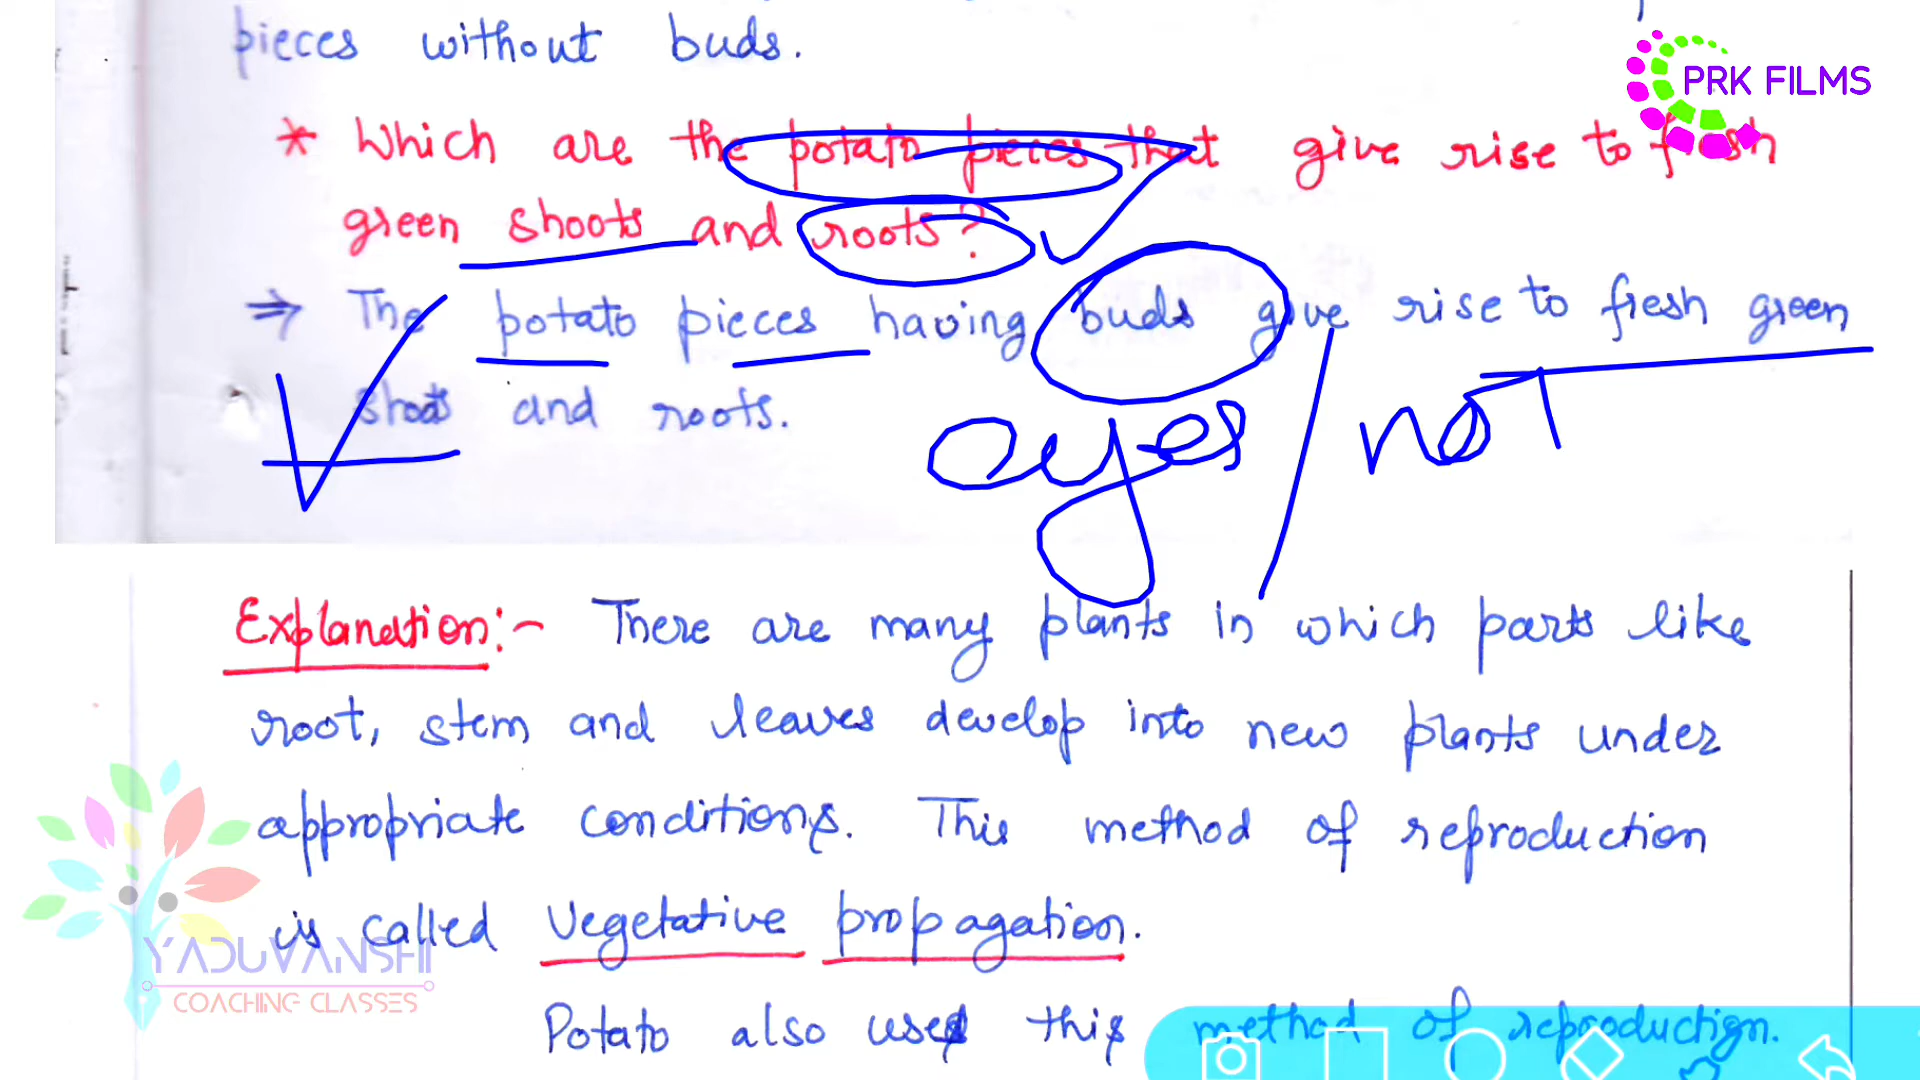 pieces without buds.
PRK FILMS
* Which are the potato pieces that give rise to fresh
green shoots and roots?
⇒ The potato pieces having buds give rise to fresh green
shoots and roots.
eyes / not
Explanation:- There are many plants in which parts like
root, stem and leaves develop into new plants under
appropriate conditions. This method of reproduction
is called Vegetative propagation.
YADUVANSHI
COACHING CLASSES
Potato also uses this method of reproduction.